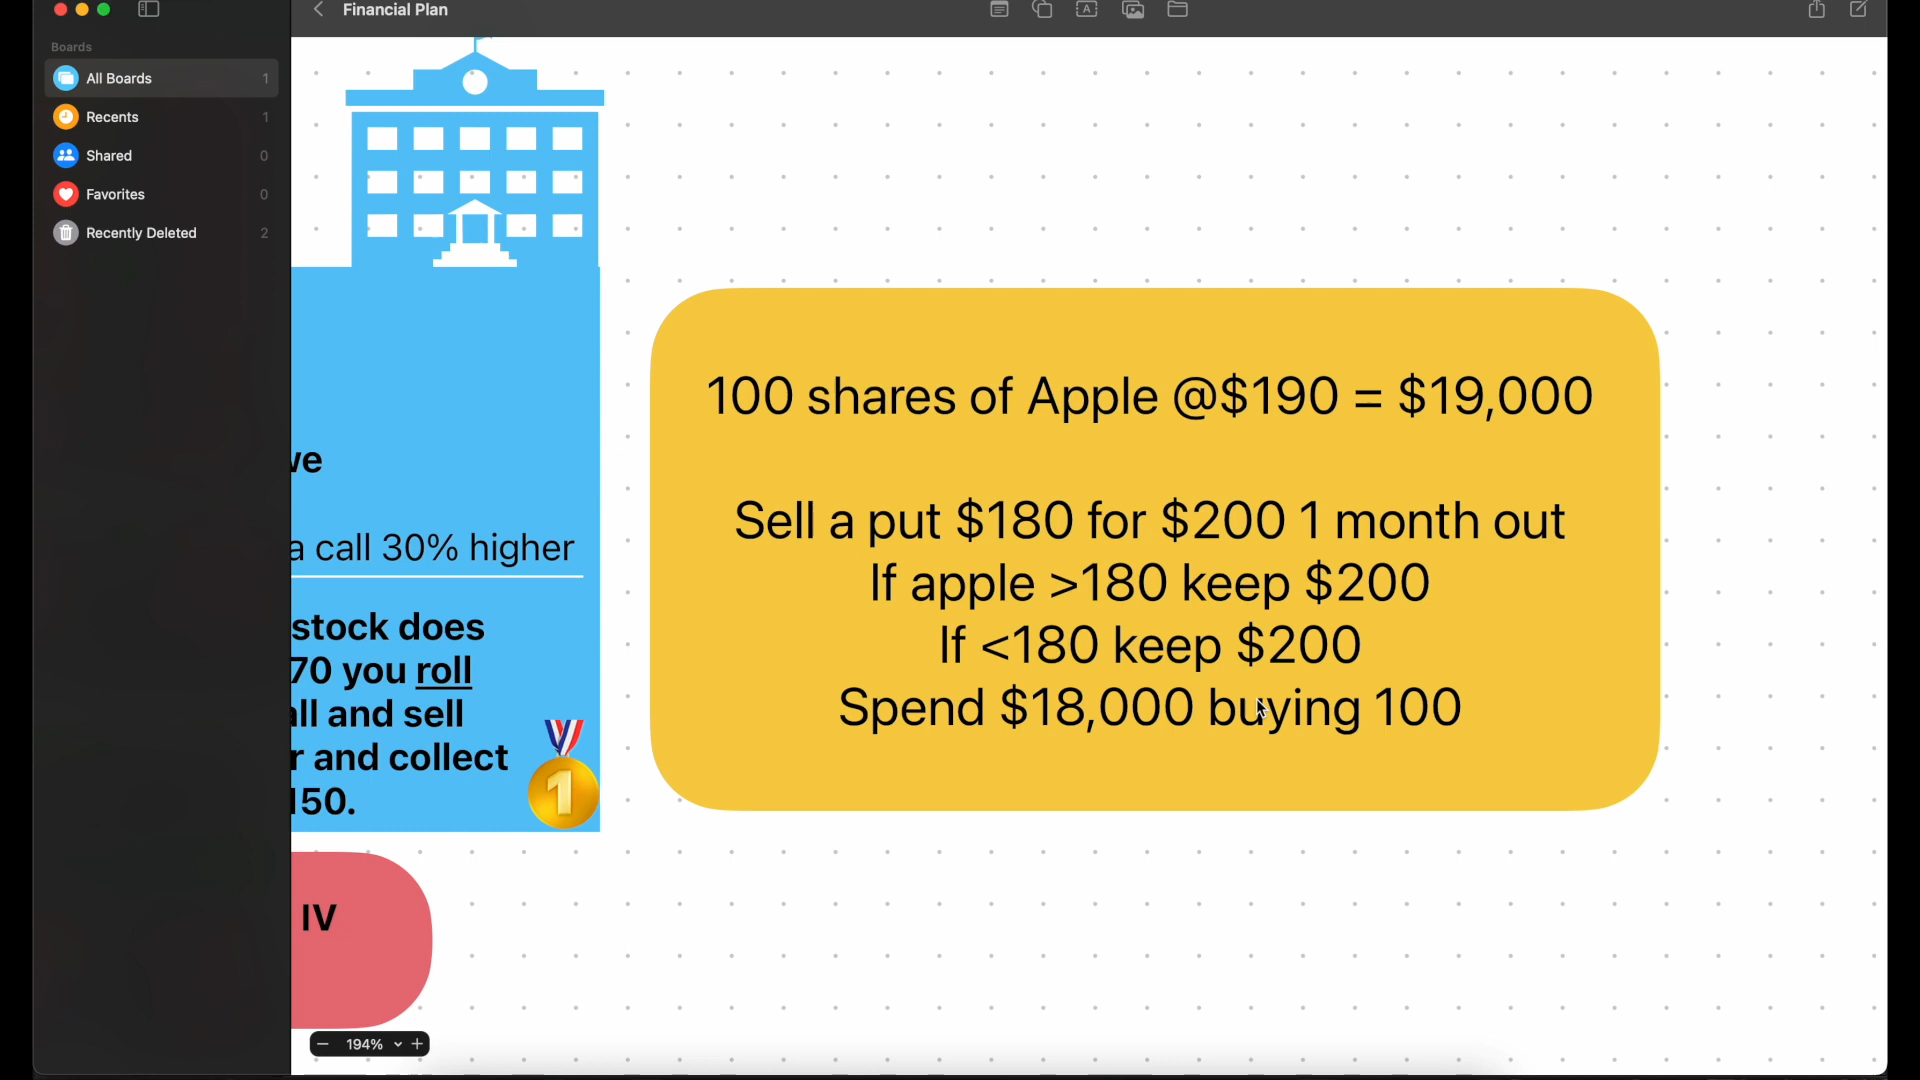 Financial Plan
Boards
All Boards 1
Recents 1
Shared 0
Favorites 0
Recently Deleted 2
a call 30% higher
stock does
70 you roll
and sell
and collect
150.
1
IV
100 shares of Apple @$190 = $19,000
Sell a put $180 for $200 1 month out
If apple >180 keep $200
If <180 keep $200
Spend $18,000 buying 100
194%